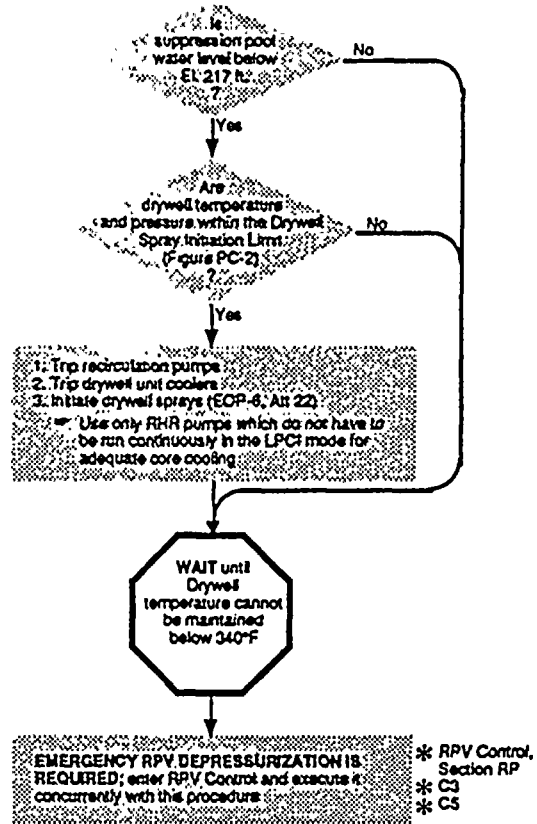 Is
suppression pool
water level below
El. 217 ft.
?
No
Yes
Are
drywell temperature
and pressure within the Drywell
Spray Initiation Limit
(Figure PC-2)
?
No
Yes
1. Trip recirculation pumps
2. Trip drywell unit coolers
3. Initiate drywell sprays (EOP-6, Att 22)
☞ Use only RHR pumps which do not have to
be run continuously in the LPCI mode for
adequate core cooling
WAIT until
Drywell
temperature cannot
be maintained
below 340°F
EMERGENCY RPV DEPRESSURIZATION IS
REQUIRED; enter RPV Control and execute it
concurrently with this procedure
* RPV Control,
Section RP
* C3
* C5